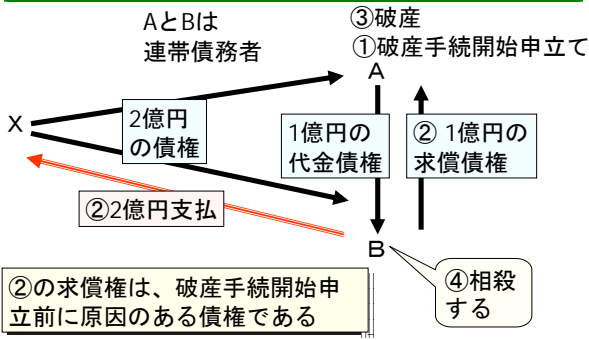 AとBは
連帯債務者
③破産
①破産手続開始申立て
A
X
2億円
の債権
1億円の
代金債権
② 1億円の
求償債権
②2億円支払
B
②の求償権は、破産手続開始申
立前に原因のある債権である
④相殺
する